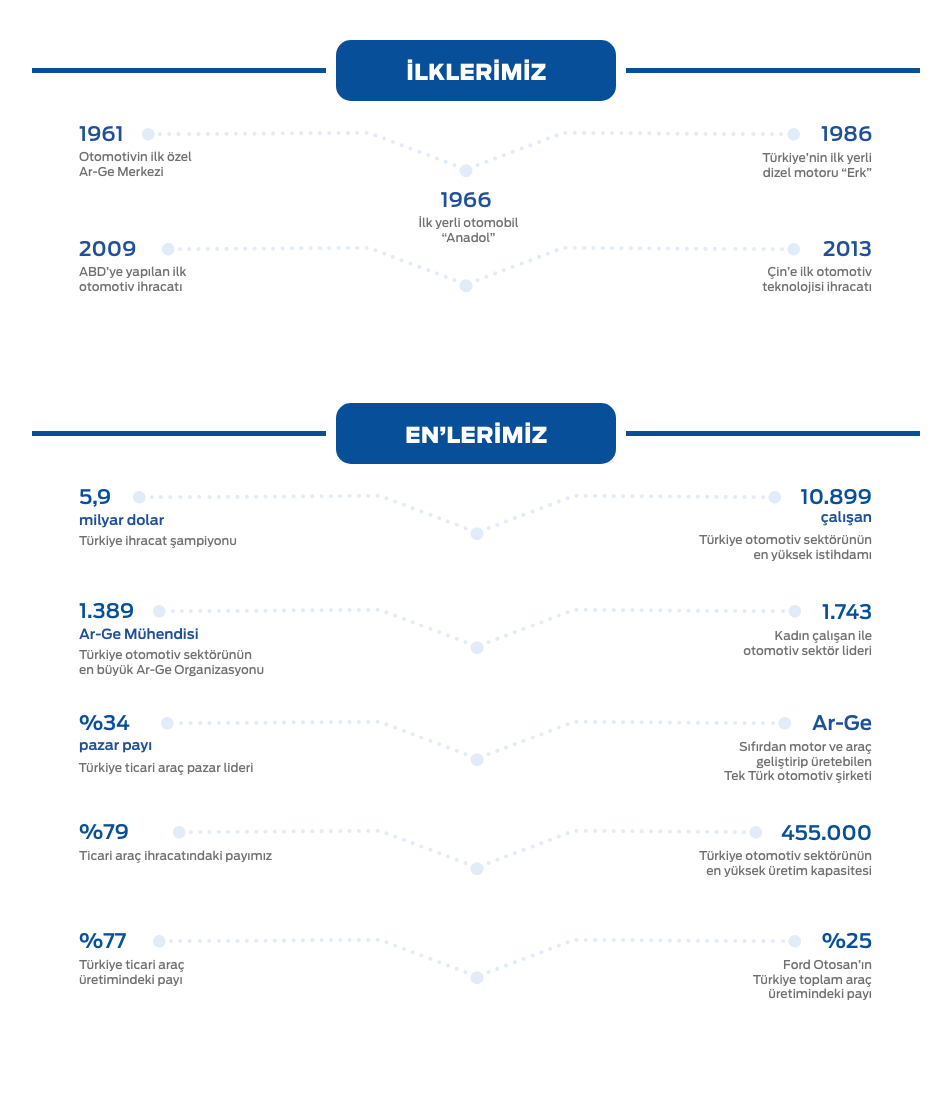 İLKLERİMİZ
1961
Otomotivin ilk özel
Ar-Ge Merkezi
1966
İlk yerli otomobil
“Anadol”
1986
Türkiye’nin ilk yerli
dizel motoru “Erk”
2009
ABD’ye yapılan ilk
otomotiv ihracatı
2013
Çin’e ilk otomotiv
teknolojisi ihracatı
EN’LERİMİZ
5,9
milyar dolar
Türkiye ihracat şampiyonu
10.899
çalışan
Türkiye otomotiv sektörünün
en yüksek istihdamı
1.389
Ar-Ge Mühendisi
Türkiye otomotiv sektörünün
en büyük Ar-Ge Organizasyonu
1.743
Kadın çalışan ile
otomotiv sektör lideri
%34
pazar payı
Türkiye ticari araç pazar lideri
Ar-Ge
Sıfırdan motor ve araç
geliştirip üretebilen
Tek Türk otomotiv şirketi
%79
Ticari araç ihracatındaki payımız
455.000
Türkiye otomotiv sektörünün
en yüksek üretim kapasitesi
%77
Türkiye ticari araç
üretimindeki payı
%25
Ford Otosan’ın
Türkiye toplam araç
üretimindeki payı